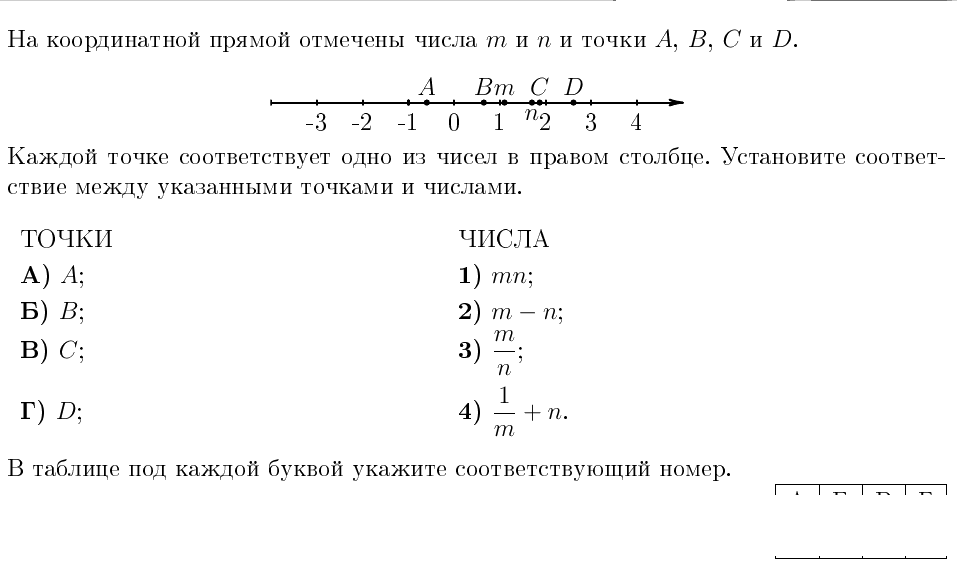 На координатной прямой отмечены числа m и n и точки A, B, C и D.
A B m C D
n
-3 -2 -1 0 1 2 3 4
Каждой точке соответствует одно из чисел в правом столбце. Установите соответ-
ствие между указанными точками и числами.
ТОЧКИ ЧИСЛА
А) A; 1) mn;
Б) B; 2) m − n;
В) C; 3) m/n;
Г) D; 4) 1/m + n.
В таблице под каждой буквой укажите соответствующий номер.